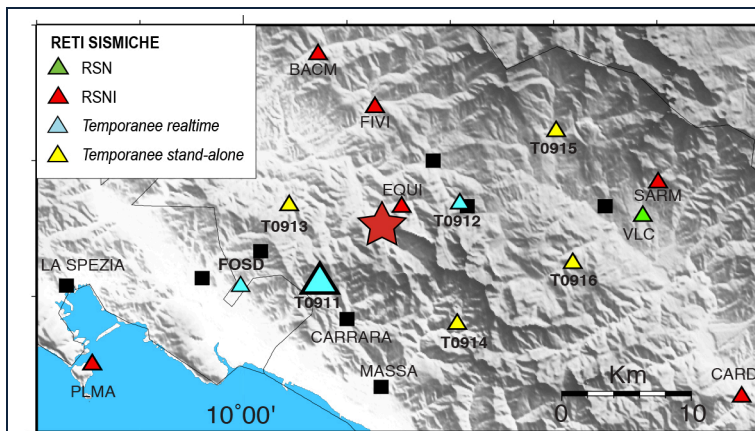 RETI SISMICHE
RSN
RSNI
Temporanee realtime
Temporanee stand-alone
BACM
FIVI
T0915
SARM
EQUI
T0912
VLC
T0913
LA SPEZIA
FOSD
T0916
T0911
CARRARA
T0914
MASSA
PLMA
Km
CARD
10°00'
0
10